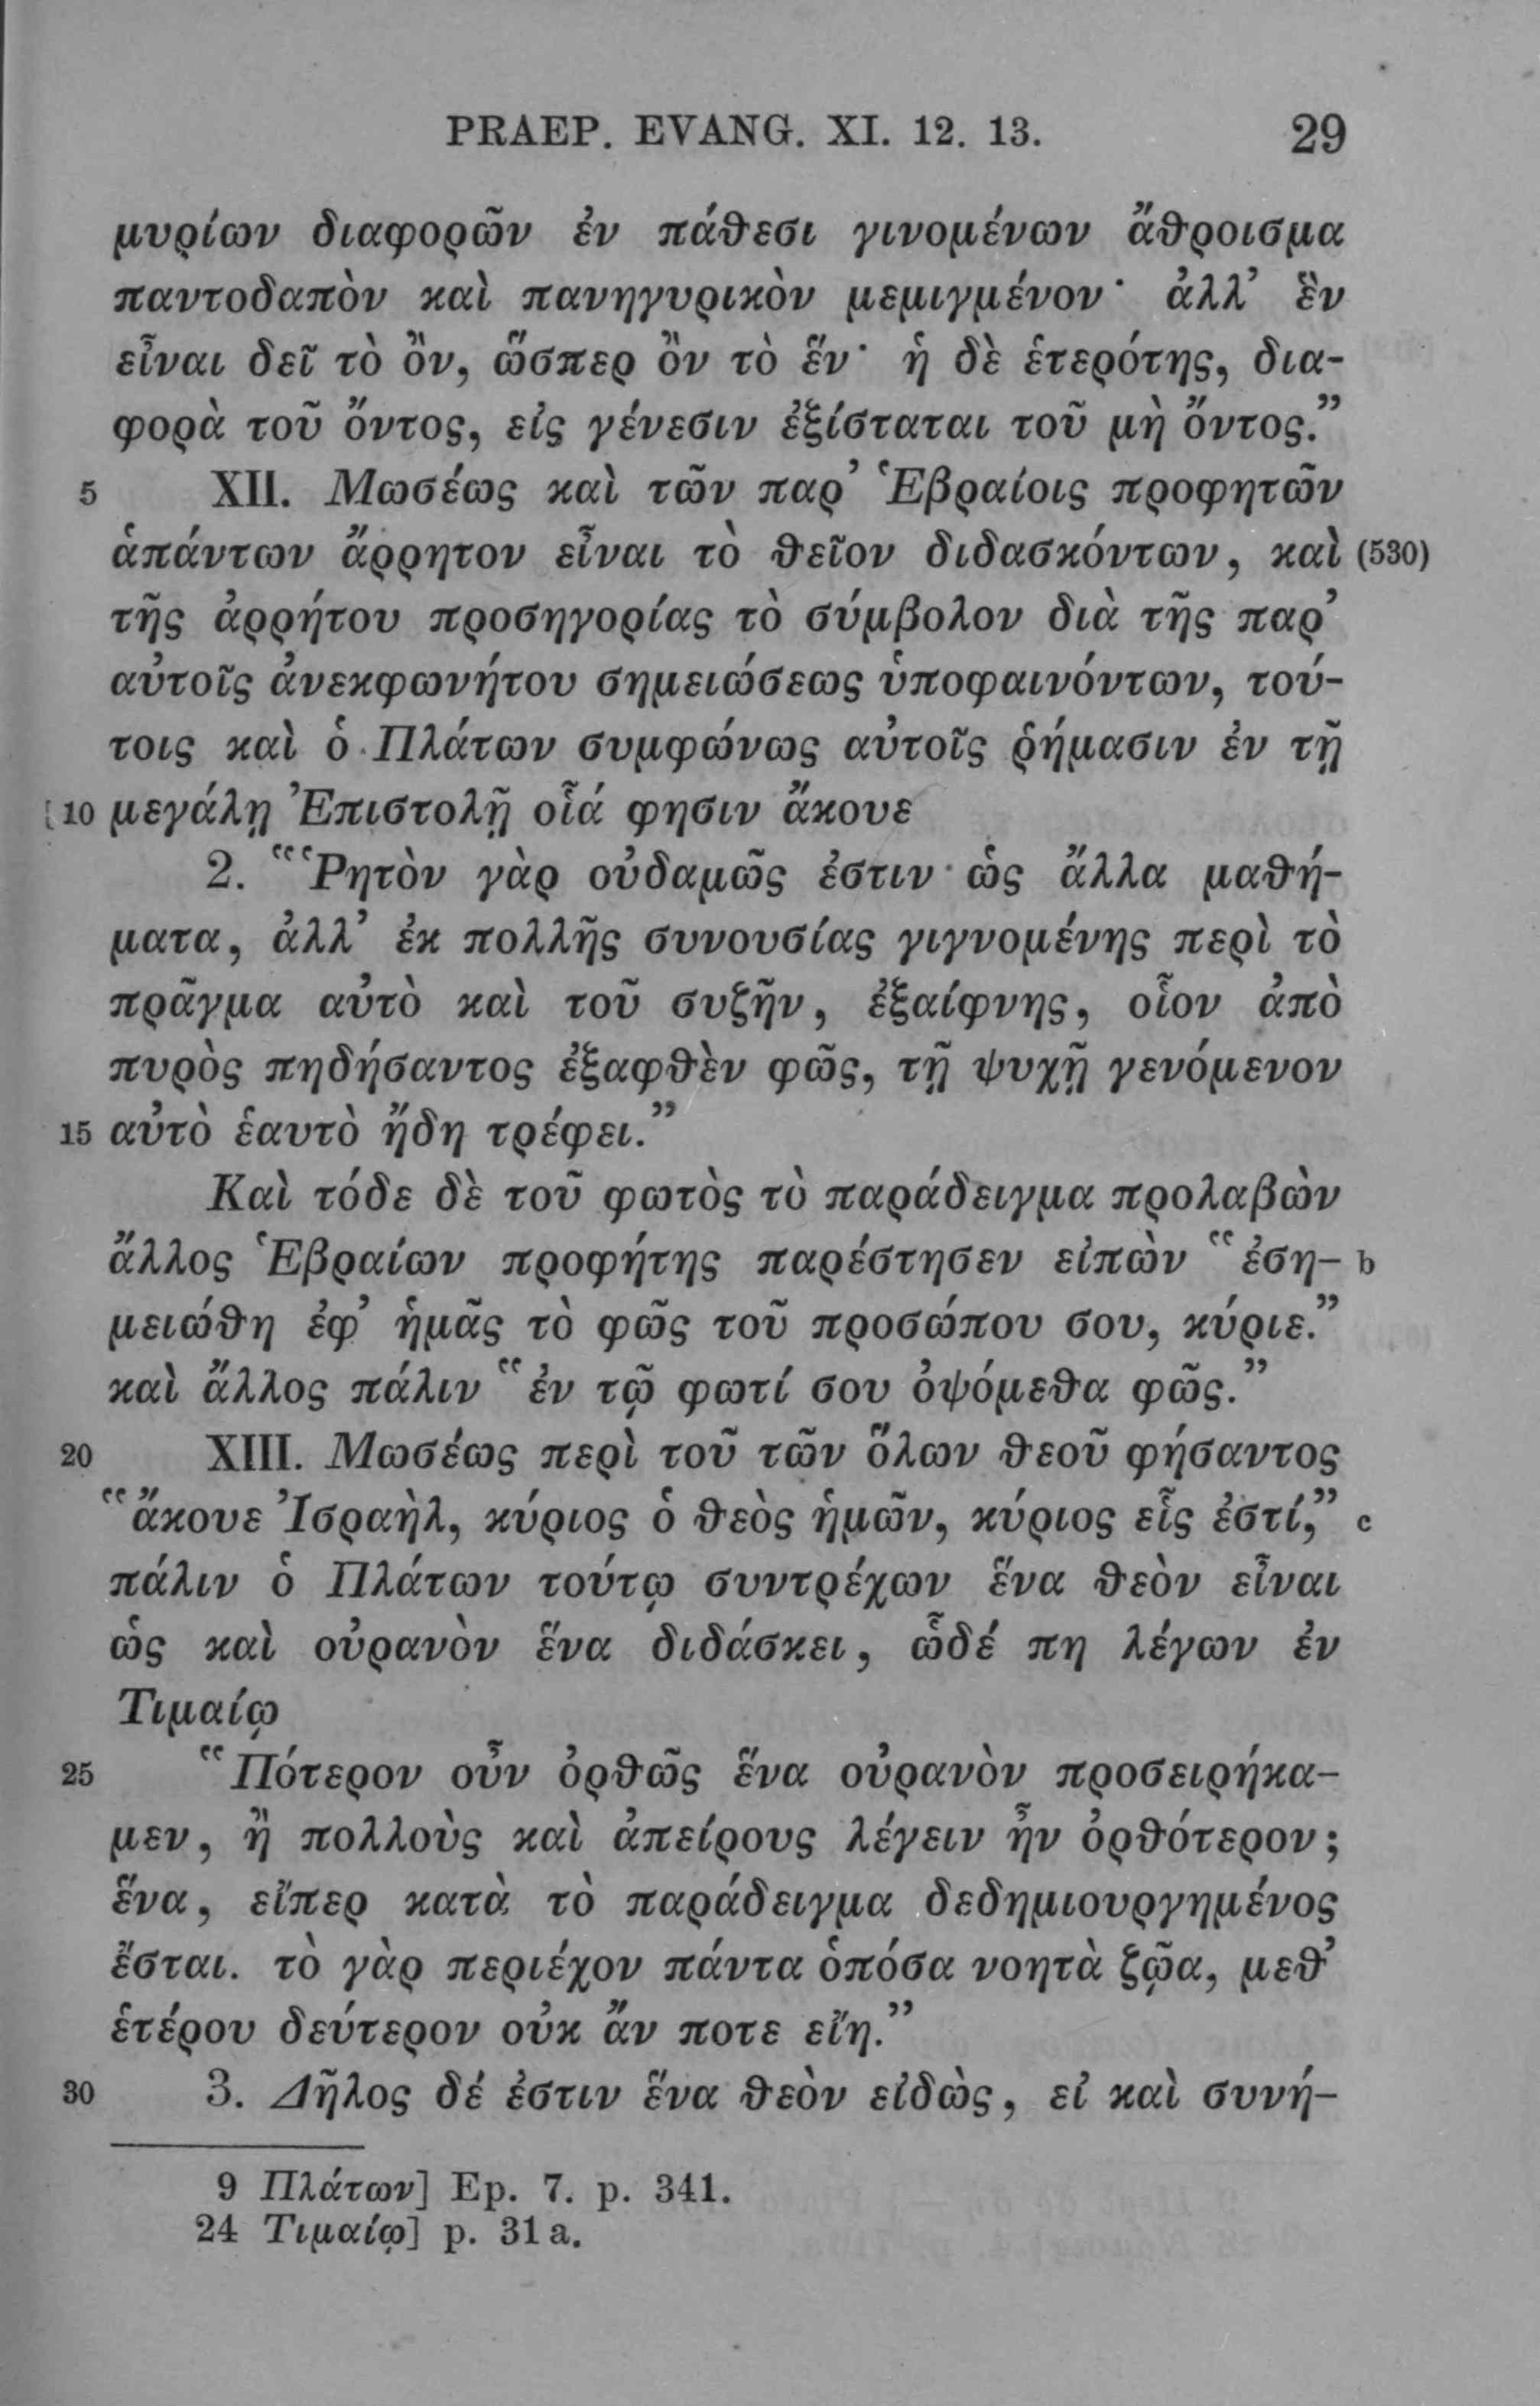 PRAEP. EVANG. XI. 12. 13. 29
μυρίων διαφορῶν ἐν πάθεσι γινομένων ἄθροισμα
παντοδαπὸν καὶ πανηγυρικὸν μεμιγμένον· ἀλλ’ ἓν
εἶναι δεῖ τὸ ὂν, ὥσπερ ὂν τὸ ἕν· ἡ δὲ ἑτερότης, δια-
φορὰ τοῦ ὄντος, εἰς γένεσιν ἐξίσταται τοῦ μὴ ὄντος.”
5 XII. Μωσέως καὶ τῶν παρ’ Ἑβραίοις προφητῶν
ἁπάντων ἄρρητον εἶναι τὸ θεῖον διδασκόντων, καὶ (530)
τῆς ἀρρήτου προσηγορίας τὸ σύμβολον διὰ τῆς παρ’
αὐτοῖς ἀνεκφωνήτου σημειώσεως ὑποφαινόντων, τού-
τοις καὶ ὁ Πλάτων συμφώνως αὐτοῖς ῥήμασιν ἐν τῇ
[10 μεγάλῃ Ἐπιστολῇ οἷά φησιν ἄκουε
2. “Ῥητὸν γὰρ οὐδαμῶς ἐστιν· ὡς ἄλλα μαθή-
ματα, ἀλλ’ ἐκ πολλῆς συνουσίας γιγνομένης περὶ τὸ
πρᾶγμα αὐτὸ καὶ τοῦ συζῆν, ἐξαίφνης, οἷον ἀπὸ
πυρὸς πηδήσαντος ἐξαφθὲν φῶς, τῇ ψυχῇ γενόμενον
15 αὐτὸ ἑαυτὸ ἤδη τρέφει.”
Καὶ τόδε δὲ τοῦ φωτὸς τὸ παράδειγμα προλαβὼν
ἄλλος Ἑβραίων προφήτης παρέστησεν εἰπὼν “ἐση- b
μειώθη ἐφ’ ἡμᾶς τὸ φῶς τοῦ προσώπου σου, κύριε.”
καὶ ἄλλος πάλιν “ἐν τῷ φωτί σου ὀψόμεθα φῶς.”
20 XIII. Μωσέως περὶ τοῦ τῶν ὅλων θεοῦ φήσαντος
“ἄκουε Ἰσραὴλ, κύριος ὁ θεὸς ἡμῶν, κύριος εἷς ἐστί,” c
πάλιν ὁ Πλάτων τούτῳ συντρέχων ἕνα θεὸν εἶναι
ὡς καὶ οὐρανὸν ἕνα διδάσκει, ὧδέ πη λέγων ἐν
Τιμαίῳ
25 “Πότερον οὖν ὀρθῶς ἕνα οὐρανὸν προσειρήκα-
μεν, ἢ πολλοὺς καὶ ἀπείρους λέγειν ἦν ὀρθότερον;
ἕνα, εἴπερ κατὰ τὸ παράδειγμα δεδημιουργημένος
ἔσται. τὸ γὰρ περιέχον πάντα ὁπόσα νοητὰ ζῷα, μεθ’
ἑτέρου δεύτερον οὐκ ἄν ποτε εἴη.”
30 3. Δῆλος δέ ἐστιν ἕνα θεὸν εἰδὼς, εἰ καὶ συνή-
9 Πλάτων] Ep. 7. p. 341.
24 Τιμαίῳ] p. 31 a.